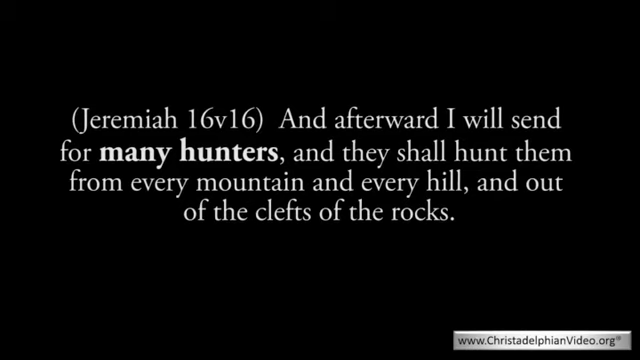 (Jeremiah 16v16)  And afterward I will send
for many hunters, and they shall hunt them
from every mountain and every hill, and out
of the clefts of the rocks.
www.ChristadelphianVideo.org®